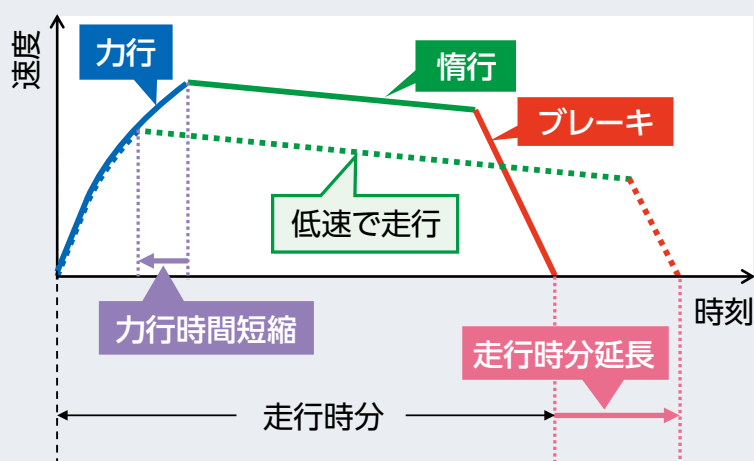 速度
力行
惰行
ブレーキ
低速で走行
時刻
力行時間短縮
走行時分延長
走行時分